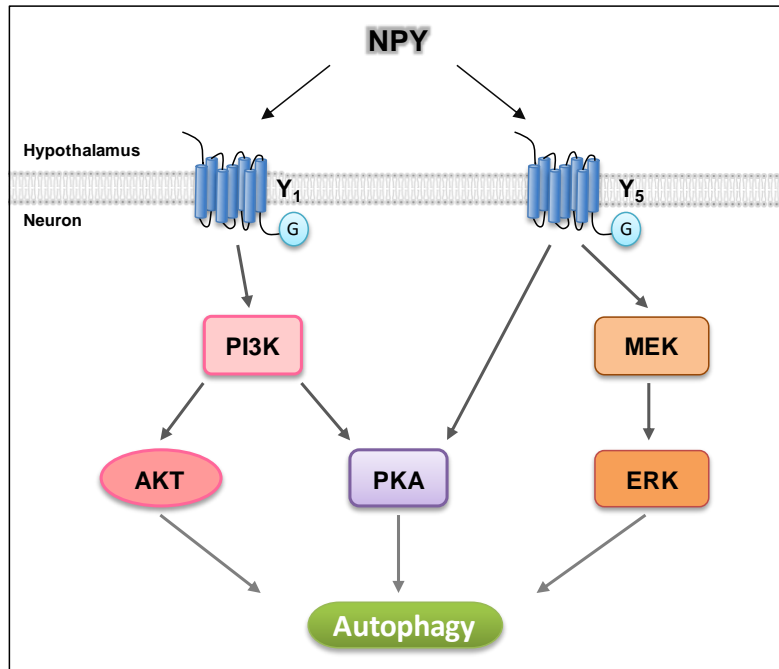 NPY
Hypothalamus
Neuron
Y1
Y5
G
G
PI3K
MEK
AKT
PKA
ERK
Autophagy